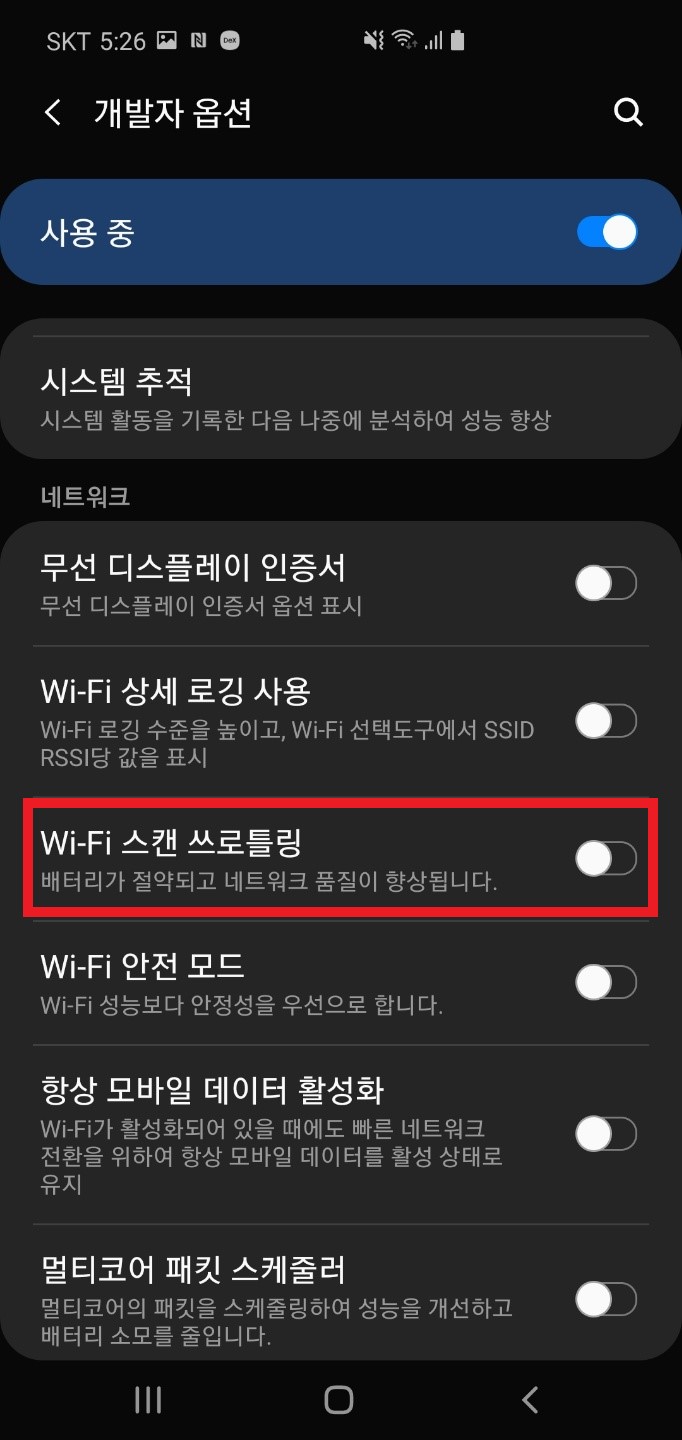 SKT 5:26
DeX
개발자 옵션
사용 중
시스템 추적
시스템 활동을 기록한 다음 나중에 분석하여 성능 향상
네트워크
무선 디스플레이 인증서
무선 디스플레이 인증서 옵션 표시
Wi-Fi 상세 로깅 사용
Wi-Fi 로깅 수준을 높이고, Wi-Fi 선택도구에서 SSID
RSSI당 값을 표시
Wi-Fi 스캔 쓰로틀링
배터리가 절약되고 네트워크 품질이 향상됩니다.
Wi-Fi 안전 모드
Wi-Fi 성능보다 안정성을 우선으로 합니다.
항상 모바일 데이터 활성화
Wi-Fi가 활성화되어 있을 때에도 빠른 네트워크
전환을 위하여 항상 모바일 데이터를 활성 상태로
유지
멀티코어 패킷 스케줄러
멀티코어의 패킷을 스케줄링하여 성능을 개선하고
배터리 소모를 줄입니다.